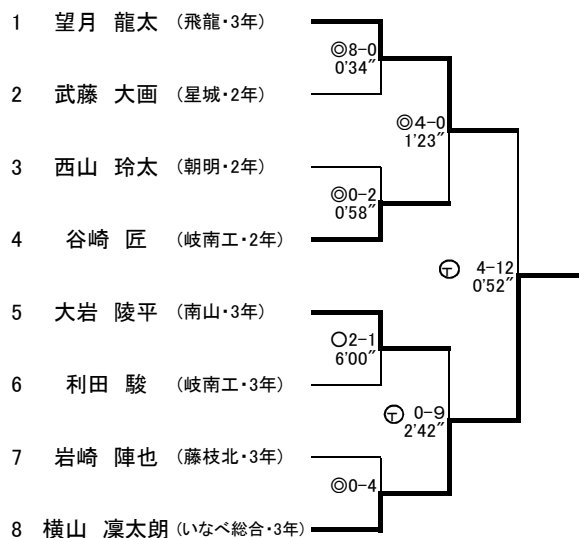 1 望月 龍太 (飛龍・3年)
◎8-0
0'34"
2 武藤 大画 (星城・2年)
◎4-0
1'23"
3 西山 玲太 (朝明・2年)
◎0-2
0'58"
4 谷崎 匠 (岐南工・2年)
Ⓣ 4-12
0'52"
5 大岩 陵平 (南山・3年)
○2-1
6'00"
6 利田 駿 (岐南工・3年)
Ⓣ 0-9
2'42"
7 岩崎 陣也 (藤枝北・3年)
◎0-4
8 横山 凜太朗 (いなべ総合・3年)